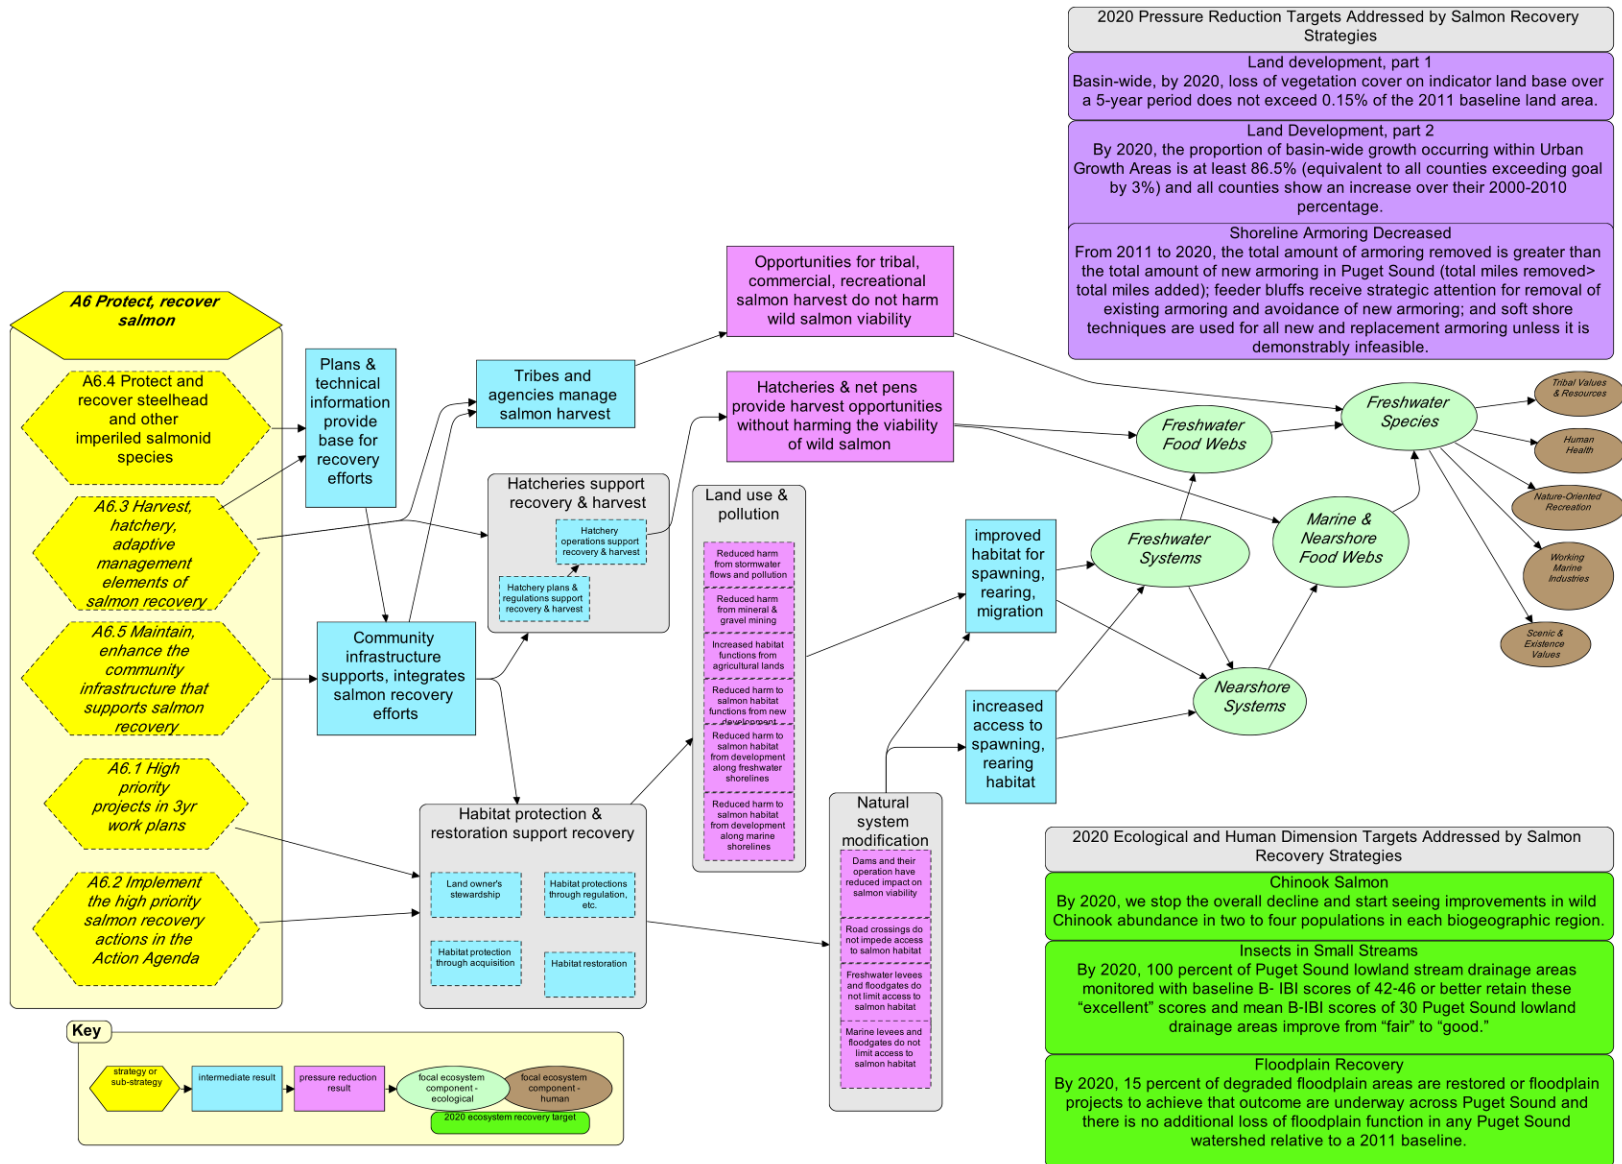 2020 Pressure Reduction Targets Addressed by Salmon Recovery
Strategies
Land development, part 1
Basin-wide, by 2020, loss of vegetation cover on indicator land base over
a 5-year period does not exceed 0.15% of the 2011 baseline land area.
Land Development, part 2
By 2020, the proportion of basin-wide growth occurring within Urban
Growth Areas is at least 86.5% (equivalent to all counties exceeding goal
by 3%) and all counties show an increase over their 2000-2010
percentage.
Shoreline Armoring Decreased
From 2011 to 2020, the total amount of armoring removed is greater than
the total amount of new armoring in Puget Sound (total miles removed>
total miles added); feeder bluffs receive strategic attention for removal of
existing armoring and avoidance of new armoring; and soft shore
techniques are used for all new and replacement armoring unless it is
demonstrably infeasible.
A6 Protect, recover
salmon
A6.4 Protect and
recover steelhead
and other
imperiled salmonid
species
A6.3 Harvest,
hatchery,
adaptive
management
elements of
salmon recovery
A6.5 Maintain,
enhance the
community
infrastructure that
supports salmon
recovery
A6.1 High
priority
projects in 3yr
work plans
A6.2 Implement
the high priority
salmon recovery
actions in the
Action Agenda
Plans &
technical
information
provide
base for
recovery
efforts
Community
infrastructure
supports, integrates
salmon recovery
efforts
Tribes and
agencies manage
salmon harvest
Hatcheries support
recovery & harvest
Hatchery
operations support
recovery & harvest
Hatchery plans &
regulations support
recovery & harvest
Habitat protection &
restoration support recovery
Land owner's
stewardship
Habitat protections
through regulation,
etc.
Habitat protection
through acquisition
Habitat restoration
Opportunities for tribal,
commercial, recreational
salmon harvest do not harm
wild salmon viability
Hatcheries & net pens
provide harvest opportunities
without harming the viability
of wild salmon
Land use &
pollution
Reduced harm
from stormwater
flows and pollution
Reduced harm
from mineral &
gravel mining
Increased habitat
functions from
agricultural lands
Reduced harm to
salmon habitat
functions from new
development
Reduced harm to
salmon habitat
from development
along freshwater
shorelines
Reduced harm to
salmon habitat
from development
along marine
shorelines
Natural
system
modification
Dams and their
operation have
reduced impact on
salmon viability
Road crossings do
not impede access
to salmon habitat
Freshwater levees
and floodgates do
not limit access to
salmon habitat
Marine levees and
floodgates do not
limit access to
salmon habitat
improved
habitat for
spawning,
rearing,
migration
increased
access to
spawning,
rearing
habitat
Freshwater
Food Webs
Freshwater
Systems
Nearshore
Systems
Marine &
Nearshore
Food Webs
Freshwater
Species
Tribal Values
& Resources
Human
Health
Nature-Oriented
Recreation
Working
Marine
Industries
Scenic &
Existence
Values
2020 Ecological and Human Dimension Targets Addressed by Salmon
Recovery Strategies
Chinook Salmon
By 2020, we stop the overall decline and start seeing improvements in wild
Chinook abundance in two to four populations in each biogeographic region.
Insects in Small Streams
By 2020, 100 percent of Puget Sound lowland stream drainage areas
monitored with baseline B- IBI scores of 42-46 or better retain these
“excellent” scores and mean B-IBI scores of 30 Puget Sound lowland
drainage areas improve from “fair” to “good.”
Floodplain Recovery
By 2020, 15 percent of degraded floodplain areas are restored or floodplain
projects to achieve that outcome are underway across Puget Sound and
there is no additional loss of floodplain function in any Puget Sound
watershed relative to a 2011 baseline.
Key
strategy or
sub-strategy
intermediate result
pressure reduction
result
focal ecosystem
component -
ecological
focal ecosystem
component -
human
2020 ecosystem recovery target